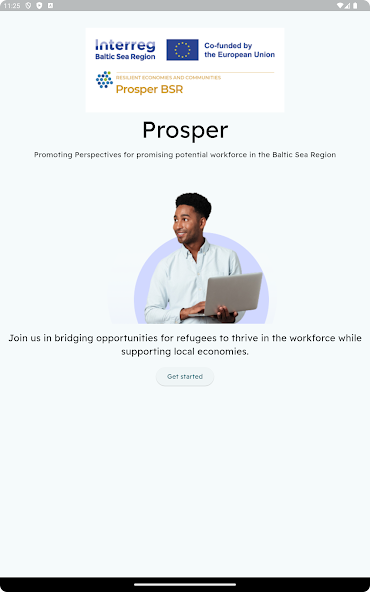 11:25
Interreg
Baltic Sea Region
Co-funded by
the European Union
RESILIENT ECONOMIES AND COMMUNITIES
Prosper BSR
Prosper
Promoting Perspectives for promising potential workforce in the Baltic Sea Region
Join us in bridging opportunities for refugees to thrive in the workforce while
supporting local economies.
Get started